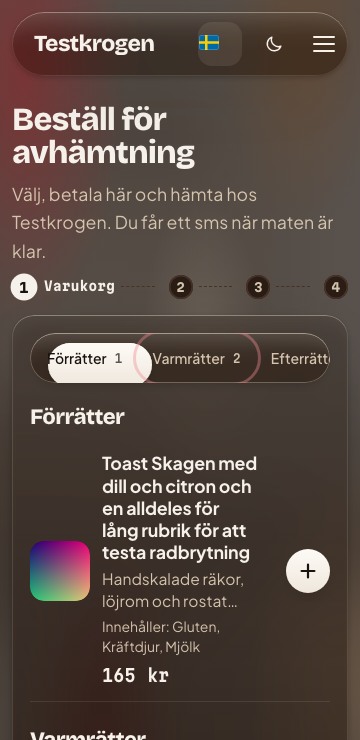 Testkrogen
Beställ för
avhämtning
Välj, betala här och hämta hos
Testkrogen. Du får ett sms när maten är
klar.
1 Varukorg 2 3 4
Förrätter 1 Varmrätter 2 Efterrätt
Förrätter
Toast Skagen med
dill och citron och
en alldeles för
lång rubrik för att
testa radbrytning
Handskalade räkor,
löjrom och rostat…
Innehåller: Gluten,
Kräftdjur, Mjölk
165 kr
Varmrätter